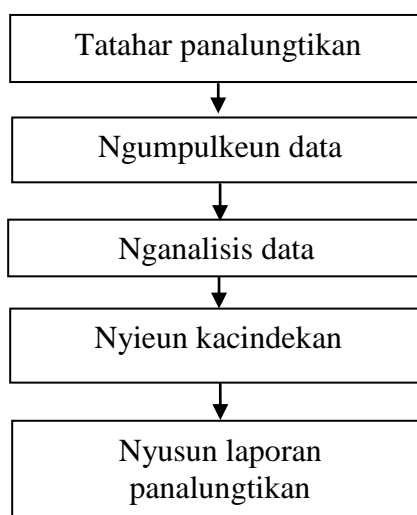 Tatahar panalungtikan
Ngumpulkeun data
Nganalisis data
Nyieun kacindekan
Nyusun laporan
panalungtikan